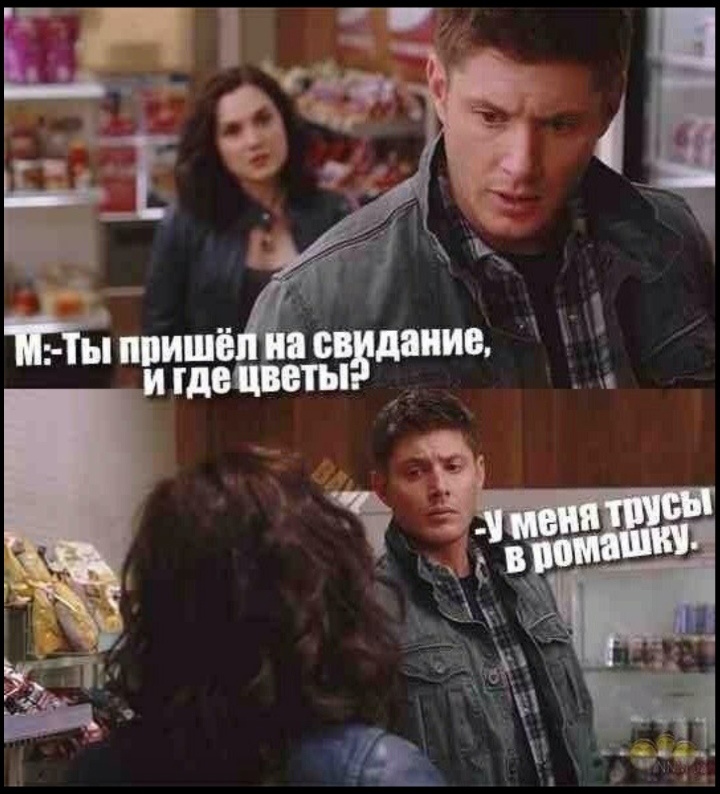 М:-Ты пришёл на свидание,
и где цветы?
-У меня трусы
в ромашку.